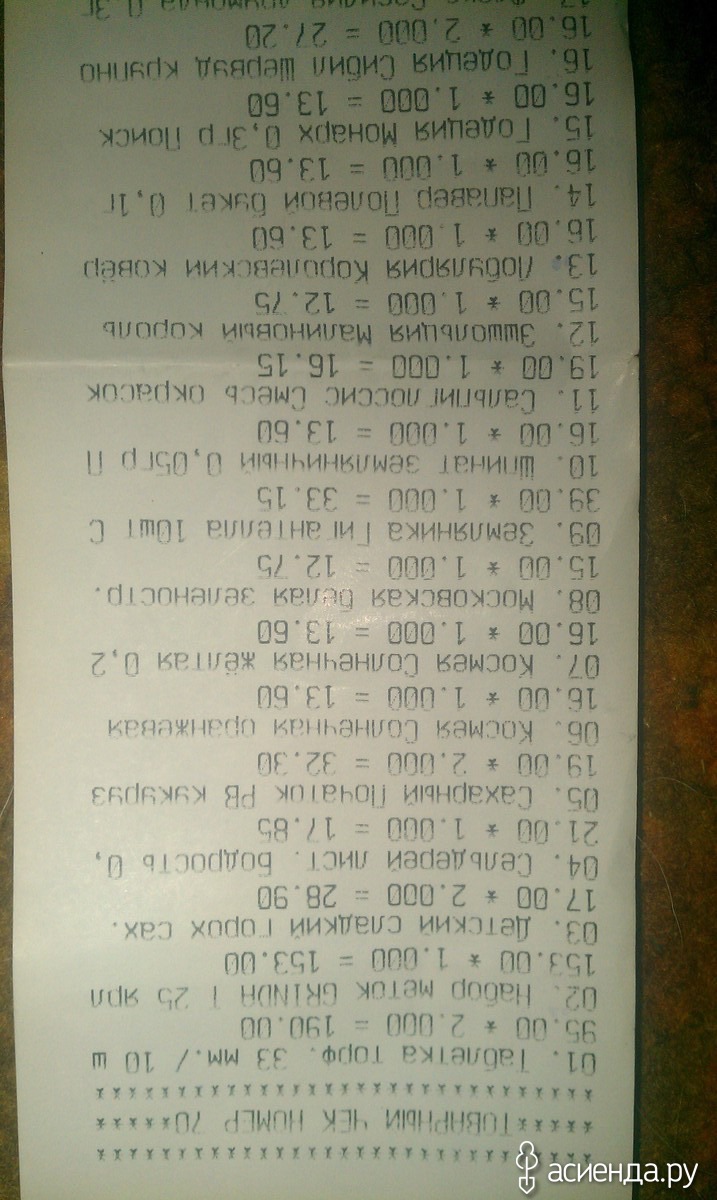 * * * * * * * * * * * * * * * * * * * *
*****ТОВАРНЫЙ ЧЕК НОМЕР 70*****
* * * * * * * * * * * * * * * * * * * *
01. Таблетка торф. 33 мм./ 10 ш
95.00 * 2.000 = 190.00
02. Набор меток GRINDA Т 25 ярл
153.00 * 1.000 = 153.00
03. Детский сладкий горох сах.
17.00 * 2.000 = 28.90
04. Сельдерей лист. Бодрость 0,
21.00 * 1.000 = 17.85
05. Сахарный Початок РВ кукуруз
19.00 * 2.000 = 32.30
06. Космея Солнечная оранжевая
16.00 * 1.000 = 13.60
07. Космея Солнечная жёлтая 0,2
16.00 * 1.000 = 13.60
08. Московская белая зеленостр.
15.00 * 1.000 = 12.75
09. Земляника Гигантелла 10шт С
39.00 * 1.000 = 33.15
10. Шпинат земляничный 0,05гр П
16.00 * 1.000 = 13.60
11. Сальпиглоссис Смесь окрасок
19.00 * 1.000 = 16.15
12. Эшшольция Малиновый король
15.00 * 1.000 = 12.75
13. Лобулярия Королевский ковёр
16.00 * 1.000 = 13.60
14. Папавер Полевой букет 0,1г
16.00 * 1.000 = 13.60
15. Годеция Монарх 0,3гр Поиск
16.00 * 1.000 = 13.60
16. Годеция Сибил Шервуд крупно
16.00 * 2.000 = 27.20
17.
асиенда.ру